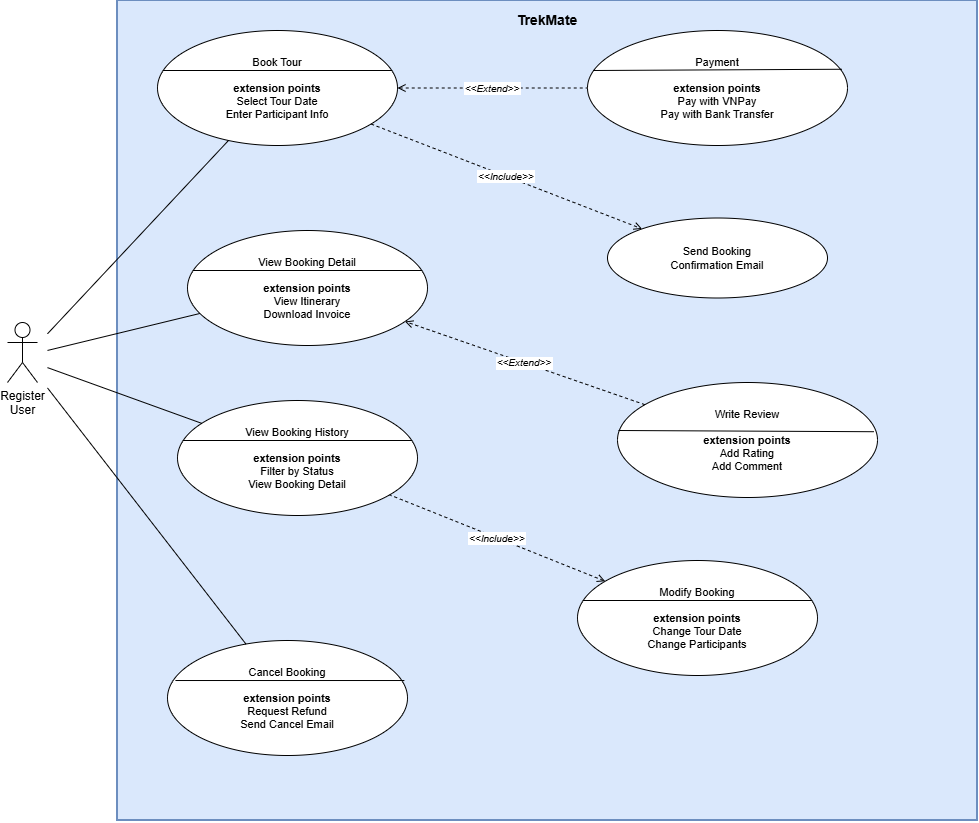 TrekMate
Book Tour
extension points
Select Tour Date
Enter Participant Info
<<Extend>>
Payment
extension points
Pay with VNPay
Pay with Bank Transfer
<<Include>>
Send Booking
Confirmation Email
View Booking Detail
extension points
View Itinerary
Download Invoice
<<Extend>>
Write Review
extension points
Add Rating
Add Comment
Register
User
View Booking History
extension points
Filter by Status
View Booking Detail
<<Include>>
Modify Booking
extension points
Change Tour Date
Change Participants
Cancel Booking
extension points
Request Refund
Send Cancel Email